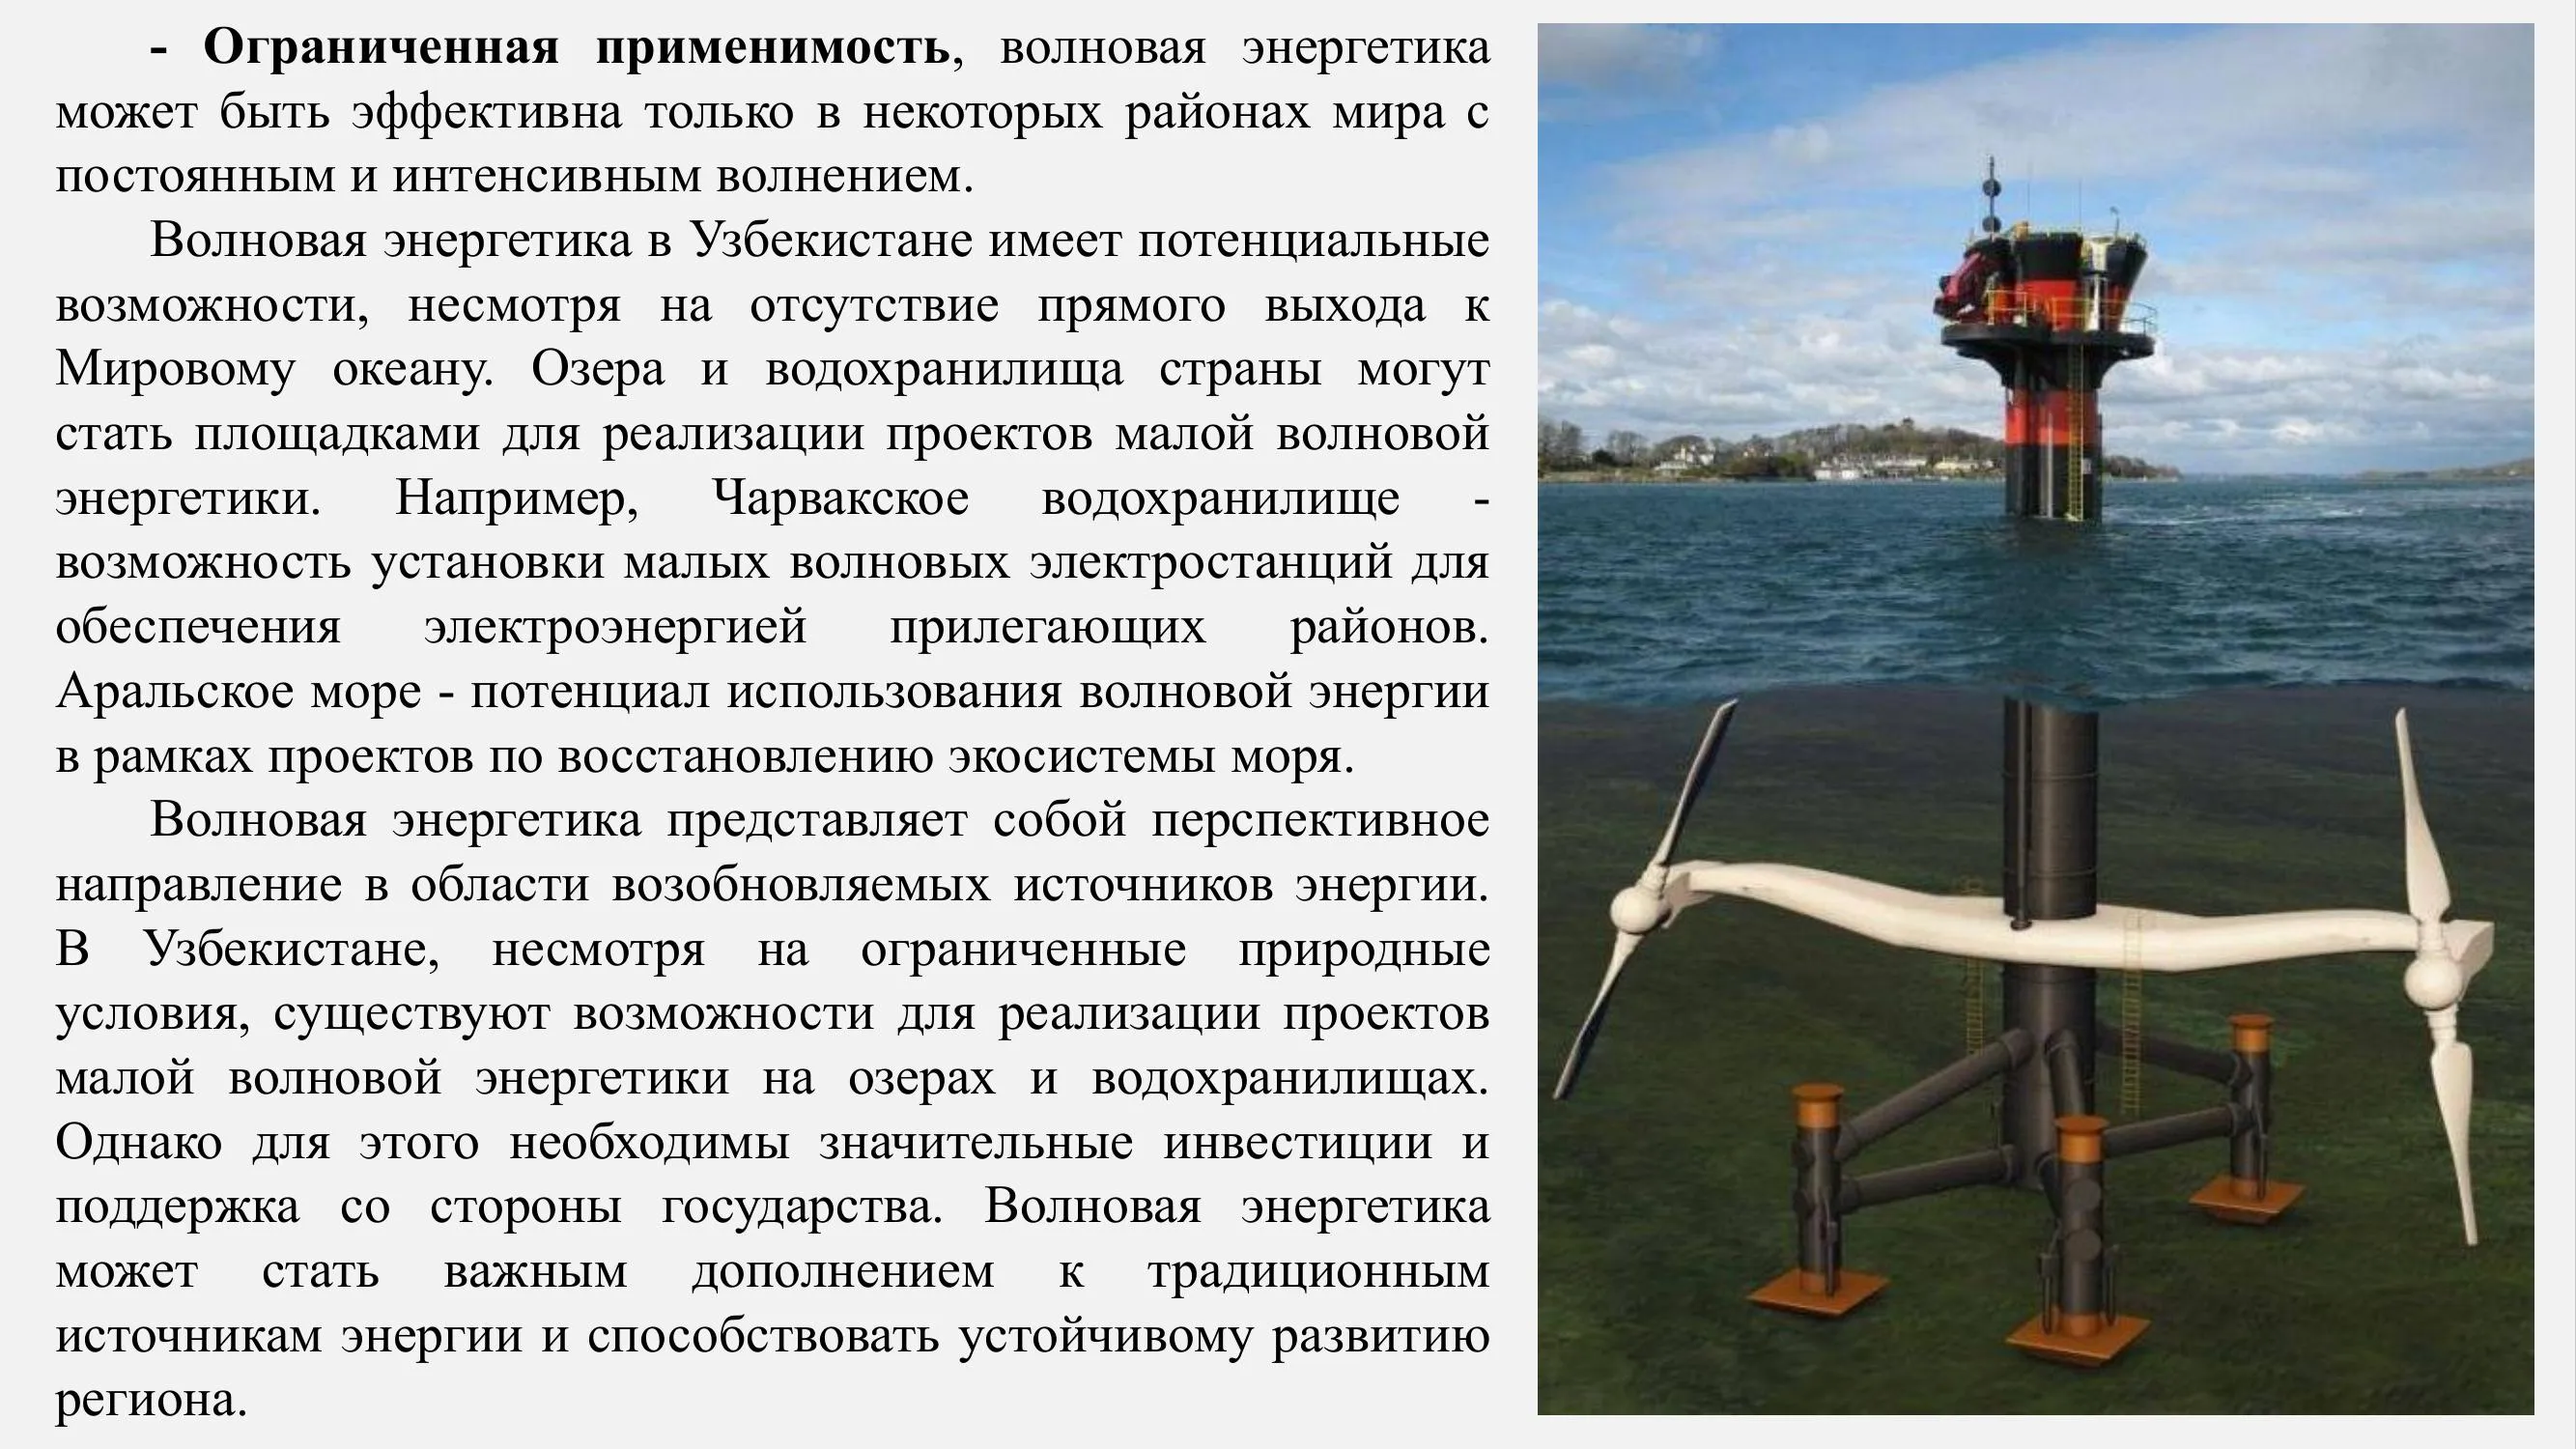 - Ограниченная применимость, волновая энергетика
может быть эффективна только в некоторых районах мира с
постоянным и интенсивным волнением.
Волновая энергетика в Узбекистане имеет потенциальные
возможности, несмотря на отсутствие прямого выхода к
Мировому океану. Озера и водохранилища страны могут
стать площадками для реализации проектов малой волновой
энергетики. Например, Чарвакское водохранилище -
возможность установки малых волновых электростанций для
обеспечения электроэнергией прилегающих районов.
Аральское море - потенциал использования волновой энергии
в рамках проектов по восстановлению экосистемы моря.
Волновая энергетика представляет собой перспективное
направление в области возобновляемых источников энергии.
В Узбекистане, несмотря на ограниченные природные
условия, существуют возможности для реализации проектов
малой волновой энергетики на озерах и водохранилищах.
Однако для этого необходимы значительные инвестиции и
поддержка со стороны государства. Волновая энергетика
может стать важным дополнением к традиционным
источникам энергии и способствовать устойчивому развитию
региона.